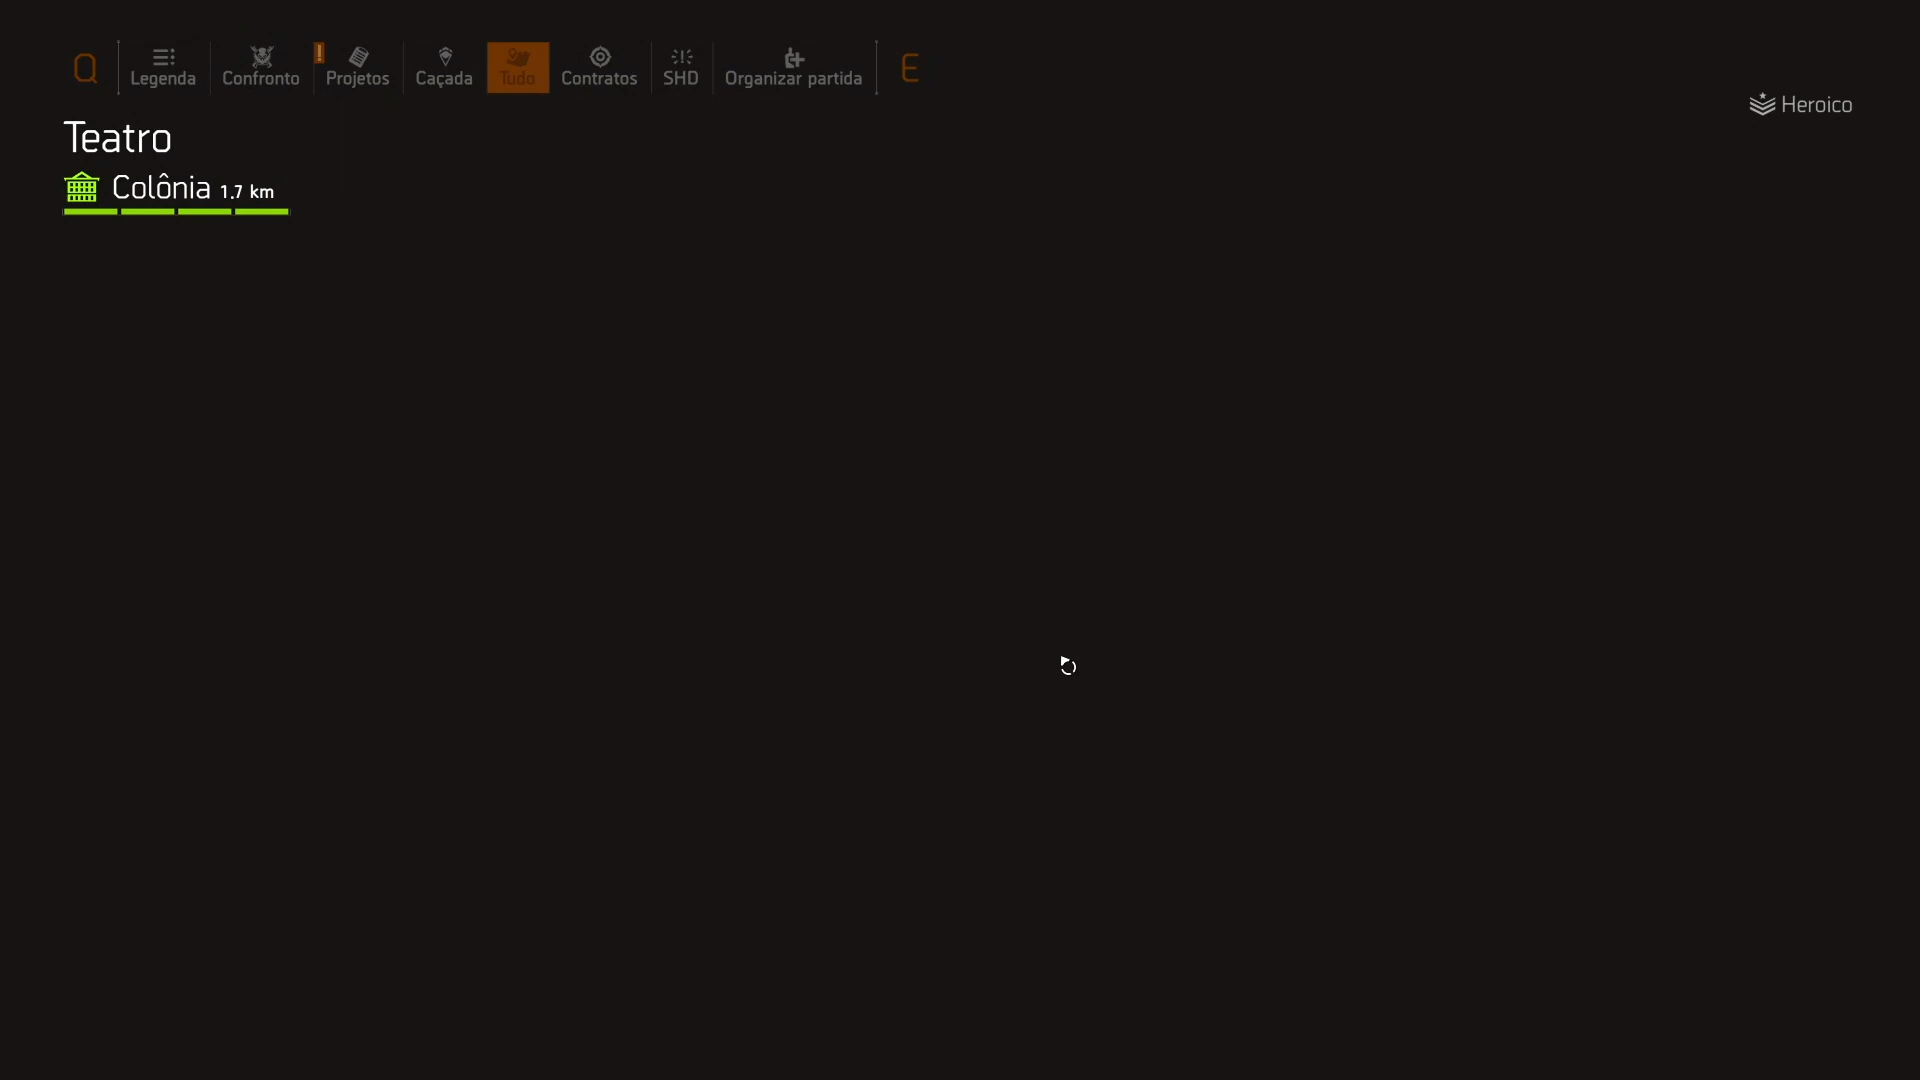 Q Legenda Confronto ! Projetos Caçada Tudo Contratos SHD Organizar partida E
Heroico
Teatro
Colônia 1.7 km